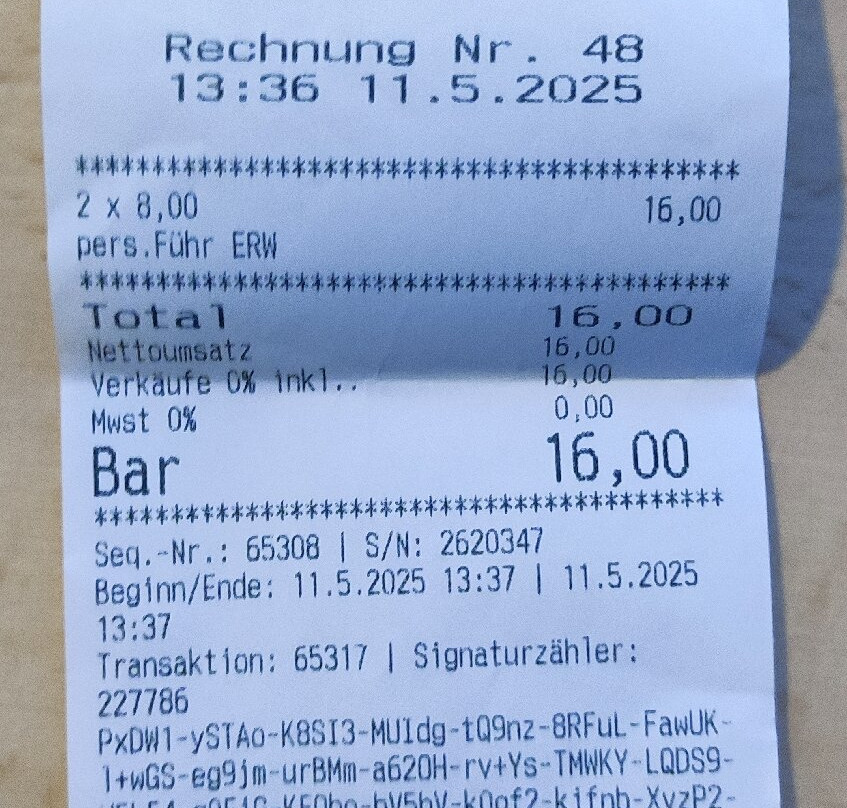 Rechnung Nr. 48
13:36 11.5.2025
*******************************************
2 x 8,00 16,00
pers.Führ ERW
*******************************************
Total 16,00
Nettoumsatz 16,00
Verkäufe 0% inkl.. 16,00
Mwst 0% 0,00
Bar 16,00
*****************************************
Seq.-Nr.: 65308 | S/N: 2620347
Beginn/Ende: 11.5.2025 13:37 | 11.5.2025
13:37
Transaktion: 65317 | Signaturzähler:
227786
PxDW1-ySTAo-K8SI3-MUIdg-tQ9nz-8RFuL-FawUK-
1+wGS-eg9jm-urBMm-a620H-rv+Ys-TMWKY-LQDS9-